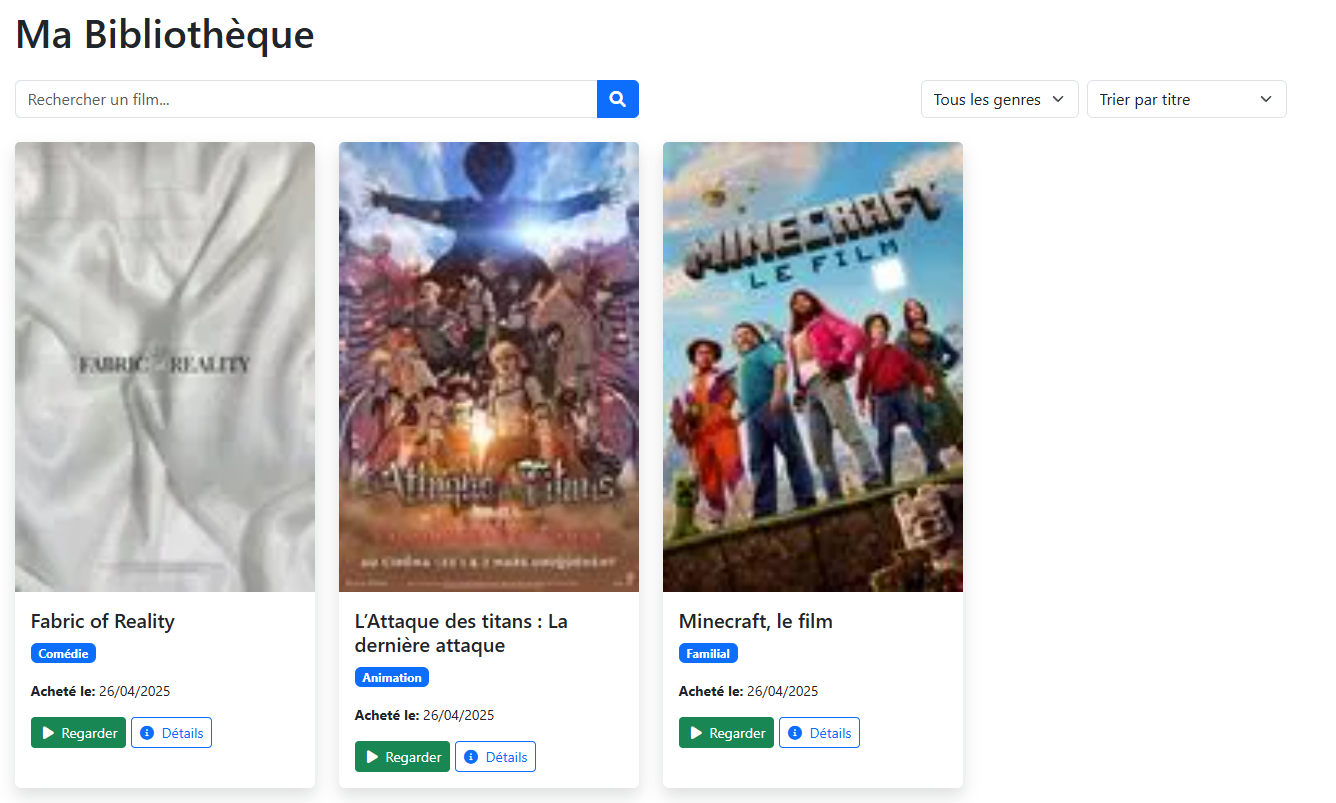 Ma Bibliothèque
Rechercher un film...
Tous les genres
Trier par titre
FABRIC OF REALITY
L'Attaque des Titans
AU CINÉMA LES 1 & 2 MARS UNIQUEMENT
MINECRAFT
LE FILM
Fabric of Reality
Comédie
Acheté le: 26/04/2025
Regarder
Détails
L’Attaque des titans : La
dernière attaque
Animation
Acheté le: 26/04/2025
Regarder
Détails
Minecraft, le film
Familial
Acheté le: 26/04/2025
Regarder
Détails